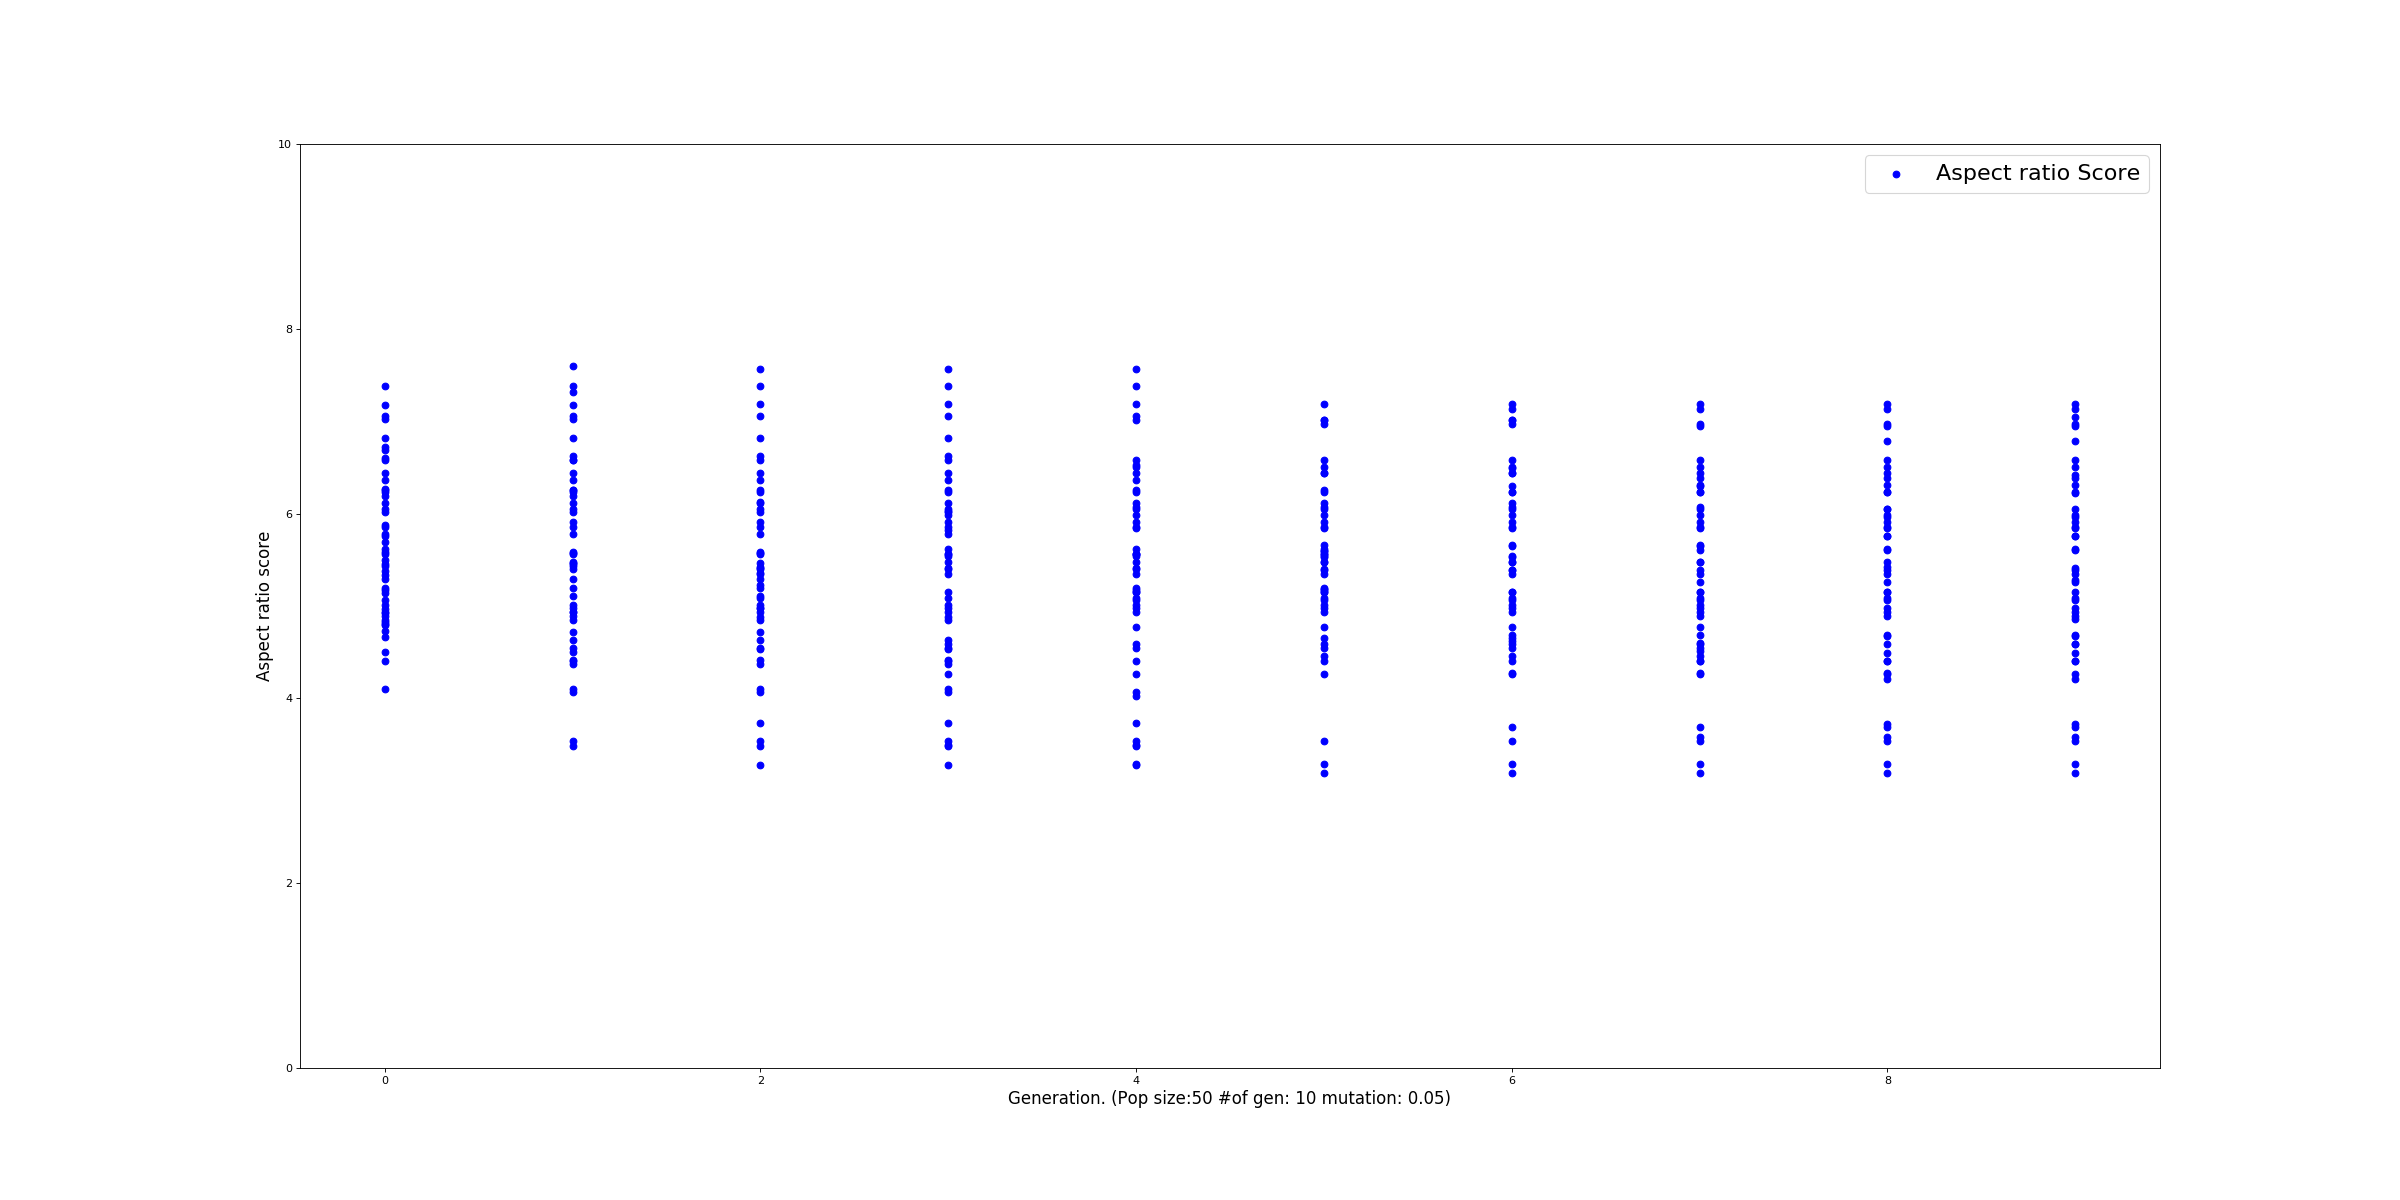 Aspect ratio Score
10
8
6
4
2
0
Aspect ratio score
0 2 4 6 8
Generation. (Pop size:50 #of gen: 10 mutation: 0.05)